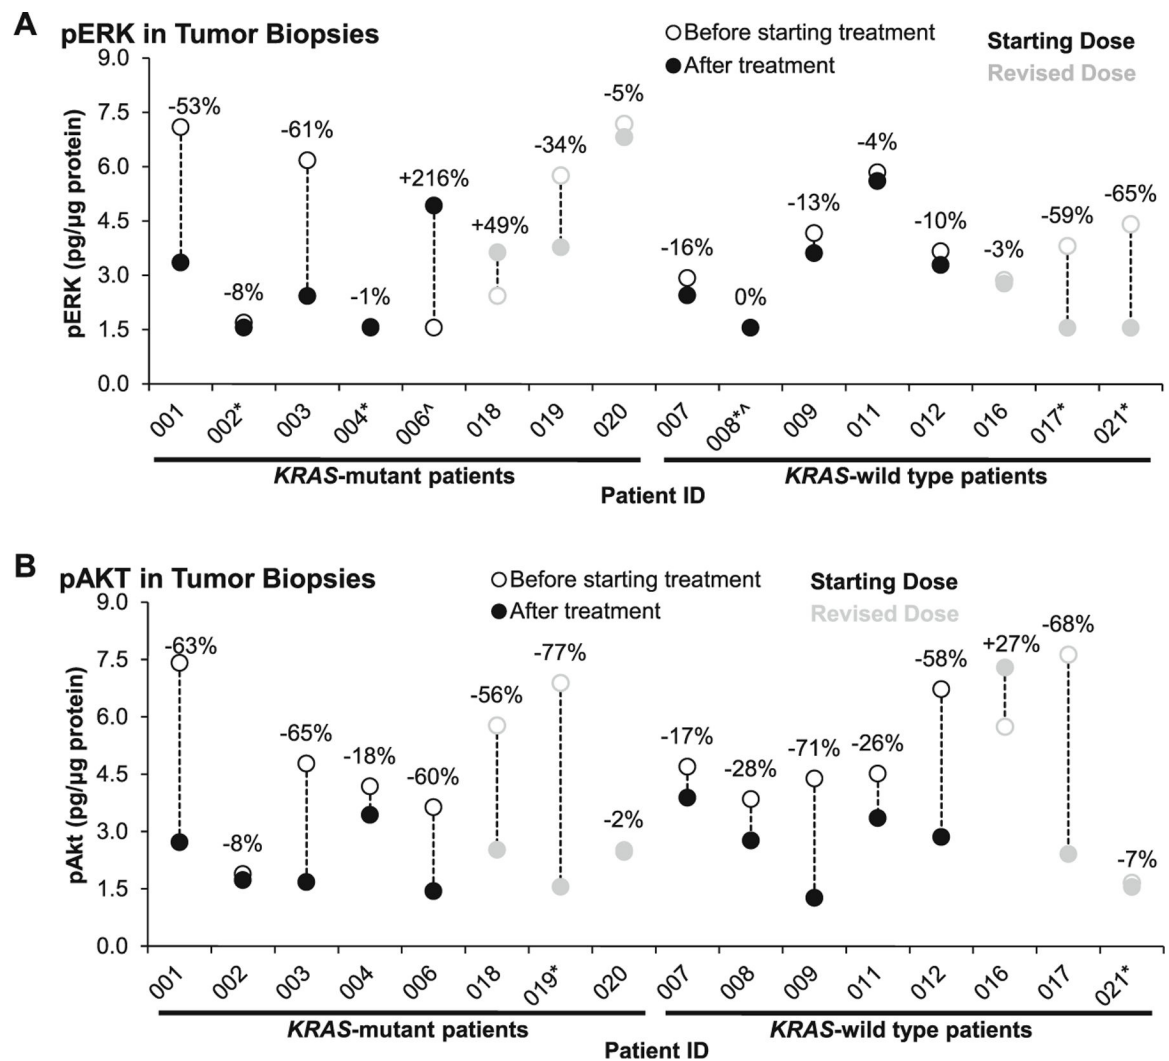 A pERK in Tumor Biopsies
Before starting treatment
After treatment
Starting Dose
Revised Dose
pERK (pg/µg protein)
9.0
7.5
6.0
4.5
3.0
1.5
0.0
-53%
-8%
-61%
-1%
+216%
+49%
-34%
-5%
-16%
0%
-13%
-4%
-10%
-3%
-59%
-65%
001 002* 003 004* 006^ 018 019 020 007 008*^ 009 011 012 016 017* 021*
KRAS-mutant patients KRAS-wild type patients
Patient ID
B pAKT in Tumor Biopsies
Before starting treatment
After treatment
Starting Dose
Revised Dose
pAkt (pg/µg protein)
9.0
7.5
6.0
4.5
3.0
1.5
0.0
-63%
-8%
-65%
-18%
-60%
-56%
-77%
-2%
-17%
-28%
-71%
-26%
-58%
+27%
-68%
-7%
001 002 003 004 006 018 019* 020 007 008 009 011 012 016 017 021*
KRAS-mutant patients KRAS-wild type patients
Patient ID